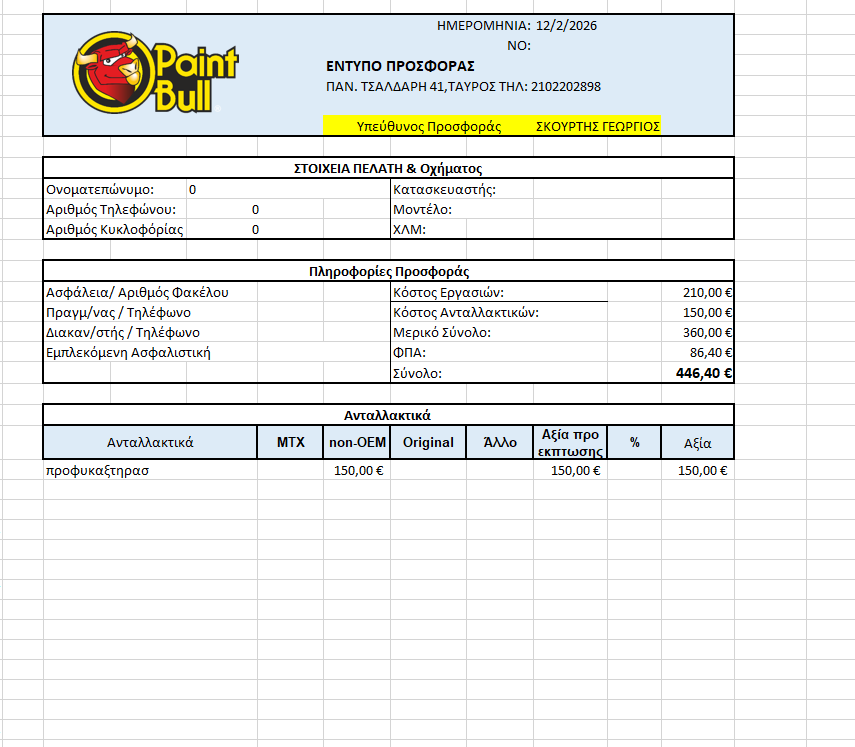 Paint
Bull
ΗΜΕΡΟΜΗΝΙΑ: 12/2/2026
ΝΟ:
ΕΝΤΥΠΟ ΠΡΟΣΦΟΡΑΣ
ΠΑΝ. ΤΣΑΛΔΑΡΗ 41,ΤΑΥΡΟΣ ΤΗΛ: 2102202898
Υπεύθυνος Προσφοράς ΣΚΟΥΡΤΗΣ ΓΕΩΡΓΙΟΣ
ΣΤΟΙΧΕΙΑ ΠΕΛΑΤΗ & Οχήματος
Ονοματεπώνυμο: 0 Κατασκευαστής:
Αριθμός Τηλεφώνου: 0 Μοντέλο:
Αριθμός Κυκλοφόρίας 0 ΧΛΜ:
Πληροφορίες Προσφοράς
Ασφάλεια/ Αριθμός Φακέλου Κόστος Εργασιών: 210,00 €
Πραγμ/νας / Τηλέφωνο Κόστος Ανταλλακτικών: 150,00 €
Διακαν/στής / Τηλέφωνο Μερικό Σύνολο: 360,00 €
Εμπλεκόμενη Ασφαλιστική ΦΠΑ: 86,40 €
Σύνολο: 446,40 €
Ανταλλακτικά
Ανταλλακτικά ΜΤΧ non-OEM Original Άλλο Αξία προ εκπτωσης % Αξία
προφυκαξτηρασ 150,00 € 150,00 € 150,00 €